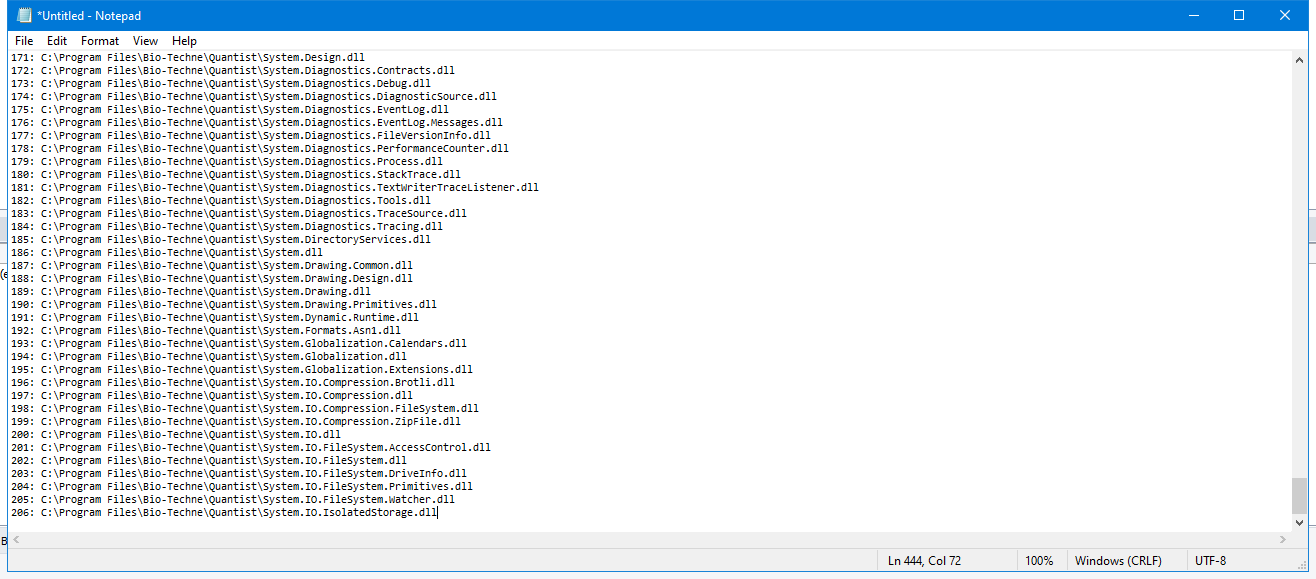 *Untitled - Notepad
File Edit Format View Help
171: C:\Program Files\Bio-Techne\Quantist\System.Design.dll
172: C:\Program Files\Bio-Techne\Quantist\System.Diagnostics.Contracts.dll
173: C:\Program Files\Bio-Techne\Quantist\System.Diagnostics.Debug.dll
174: C:\Program Files\Bio-Techne\Quantist\System.Diagnostics.DiagnosticSource.dll
175: C:\Program Files\Bio-Techne\Quantist\System.Diagnostics.EventLog.dll
176: C:\Program Files\Bio-Techne\Quantist\System.Diagnostics.EventLog.Messages.dll
177: C:\Program Files\Bio-Techne\Quantist\System.Diagnostics.FileVersionInfo.dll
178: C:\Program Files\Bio-Techne\Quantist\System.Diagnostics.PerformanceCounter.dll
179: C:\Program Files\Bio-Techne\Quantist\System.Diagnostics.Process.dll
180: C:\Program Files\Bio-Techne\Quantist\System.Diagnostics.StackTrace.dll
181: C:\Program Files\Bio-Techne\Quantist\System.Diagnostics.TextWriterTraceListener.dll
182: C:\Program Files\Bio-Techne\Quantist\System.Diagnostics.Tools.dll
183: C:\Program Files\Bio-Techne\Quantist\System.Diagnostics.TraceSource.dll
184: C:\Program Files\Bio-Techne\Quantist\System.Diagnostics.Tracing.dll
185: C:\Program Files\Bio-Techne\Quantist\System.DirectoryServices.dll
186: C:\Program Files\Bio-Techne\Quantist\System.dll
187: C:\Program Files\Bio-Techne\Quantist\System.Drawing.Common.dll
188: C:\Program Files\Bio-Techne\Quantist\System.Drawing.Design.dll
189: C:\Program Files\Bio-Techne\Quantist\System.Drawing.dll
190: C:\Program Files\Bio-Techne\Quantist\System.Drawing.Primitives.dll
191: C:\Program Files\Bio-Techne\Quantist\System.Dynamic.Runtime.dll
192: C:\Program Files\Bio-Techne\Quantist\System.Formats.Asn1.dll
193: C:\Program Files\Bio-Techne\Quantist\System.Globalization.Calendars.dll
194: C:\Program Files\Bio-Techne\Quantist\System.Globalization.dll
195: C:\Program Files\Bio-Techne\Quantist\System.Globalization.Extensions.dll
196: C:\Program Files\Bio-Techne\Quantist\System.IO.Compression.Brotli.dll
197: C:\Program Files\Bio-Techne\Quantist\System.IO.Compression.dll
198: C:\Program Files\Bio-Techne\Quantist\System.IO.Compression.FileSystem.dll
199: C:\Program Files\Bio-Techne\Quantist\System.IO.Compression.ZipFile.dll
200: C:\Program Files\Bio-Techne\Quantist\System.IO.dll
201: C:\Program Files\Bio-Techne\Quantist\System.IO.FileSystem.AccessControl.dll
202: C:\Program Files\Bio-Techne\Quantist\System.IO.FileSystem.dll
203: C:\Program Files\Bio-Techne\Quantist\System.IO.FileSystem.DriveInfo.dll
204: C:\Program Files\Bio-Techne\Quantist\System.IO.FileSystem.Primitives.dll
205: C:\Program Files\Bio-Techne\Quantist\System.IO.FileSystem.Watcher.dll
206: C:\Program Files\Bio-Techne\Quantist\System.IO.IsolatedStorage.dll
Ln 444, Col 72 100% Windows (CRLF) UTF-8